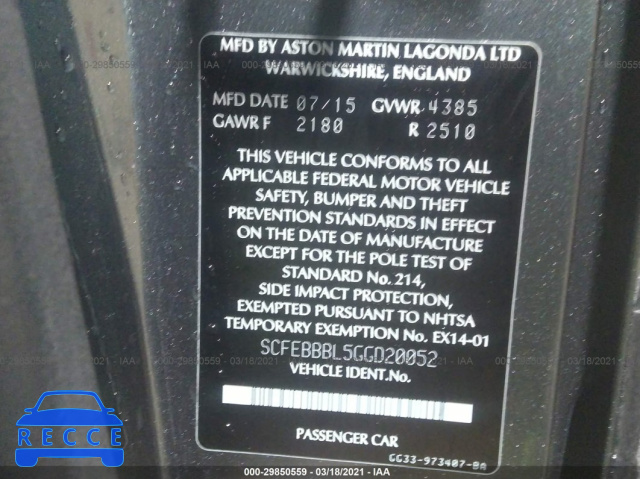 MFD BY ASTON MARTIN LAGONDA LTD
WARWICKSHIRE, ENGLAND
MFD DATE 07/15 GVWR 4385
GAWR F 2180 R 2510
THIS VEHICLE CONFORMS TO ALL
APPLICABLE FEDERAL MOTOR VEHICLE
SAFETY, BUMPER AND THEFT
PREVENTION STANDARDS IN EFFECT
ON THE DATE OF MANUFACTURE
EXCEPT FOR THE POLE TEST OF
STANDARD No. 214,
SIDE IMPACT PROTECTION,
EXEMPTED PURSUANT TO NHTSA
TEMPORARY EXEMPTION No. EX14-01
SCFEBBBL5GGD20052
VEHICLE IDENT.No.
PASSENGER CAR
GG33-973407-BA
RECCE
000-29850559 — 03/18/2021 — IAA